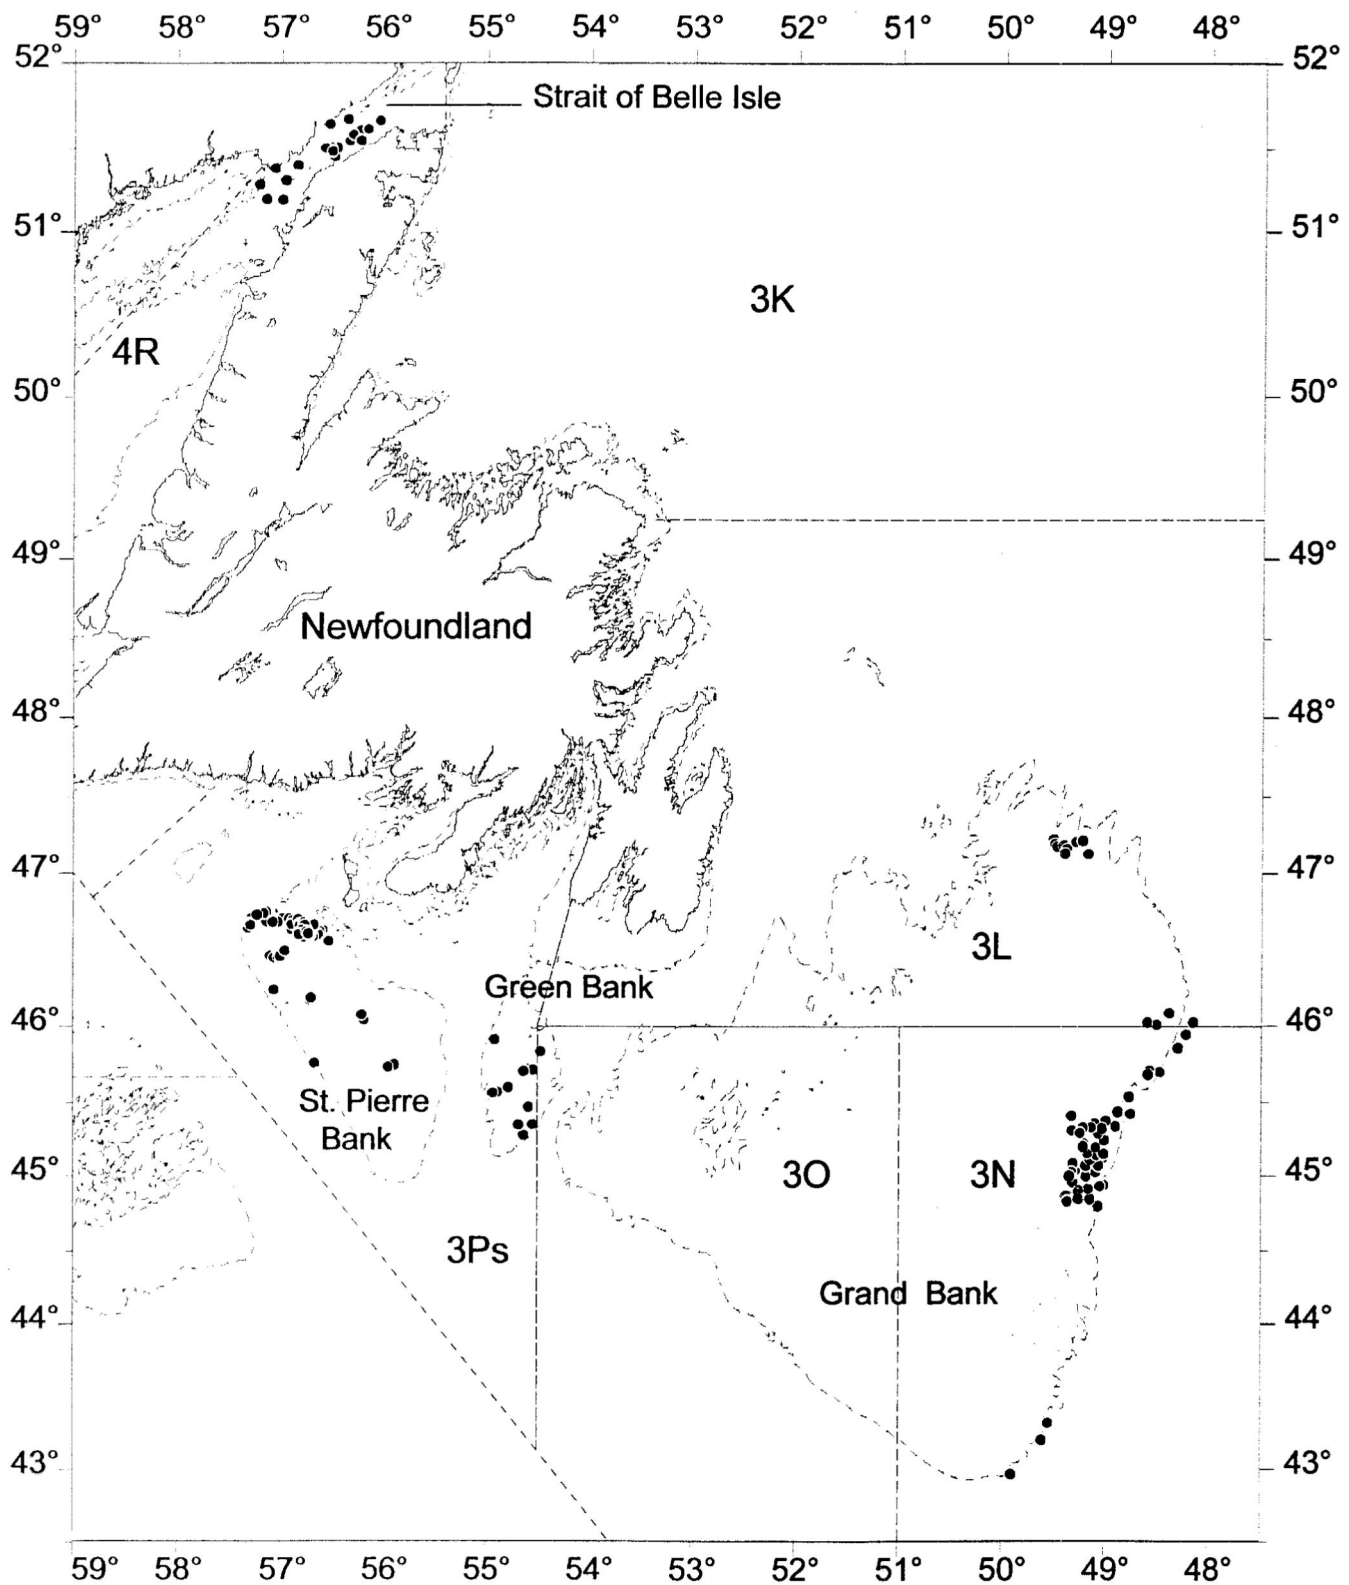 59° 58° 57° 56° 55° 54° 53° 52° 51° 50° 49° 48°
52° 52°
Strait of Belle Isle
51° 51°
3K
4R
50° 50°
49° 49°
Newfoundland
48° 48°
47° 47°
3L
Green Bank
46° 46°
St. Pierre
Bank
45° 3O 3N 45°
3Ps
Grand Bank
44° 44°
43° 43°
59° 58° 57° 56° 55° 54° 53° 52° 51° 50° 49° 48°